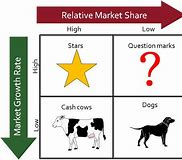 Relative Market Share
High Low
Market Growth Rate
High
Stars Question marks
?
Low
Cash cows Dogs